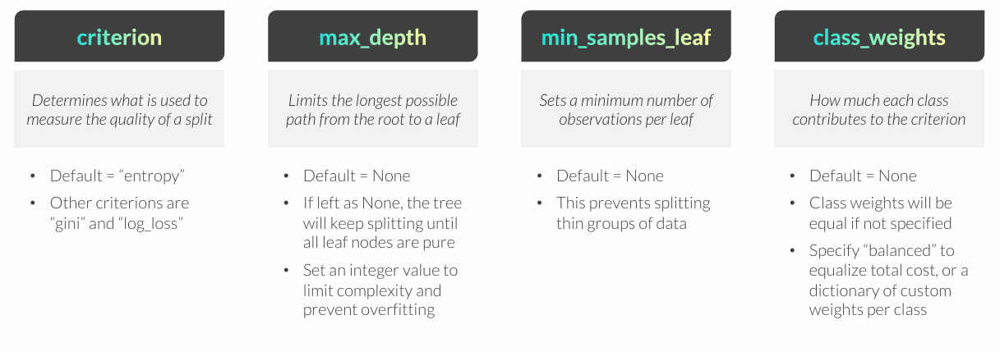 criterion
Determines what is used to
measure the quality of a split
• Default = “entropy”
• Other criterions are
“gini” and “log_loss”
max_depth
Limits the longest possible
path from the root to a leaf
• Default = None
• If left as None, the tree
will keep splitting until
all leaf nodes are pure
• Set an integer value to
limit complexity and
prevent overfitting
min_samples_leaf
Sets a minimum number of
observations per leaf
• Default = None
• This prevents splitting
thin groups of data
class_weights
How much each class
contributes to the criterion
• Default = None
• Class weights will be
equal if not specified
• Specify “balanced” to
equalize total cost, or a
dictionary of custom
weights per class